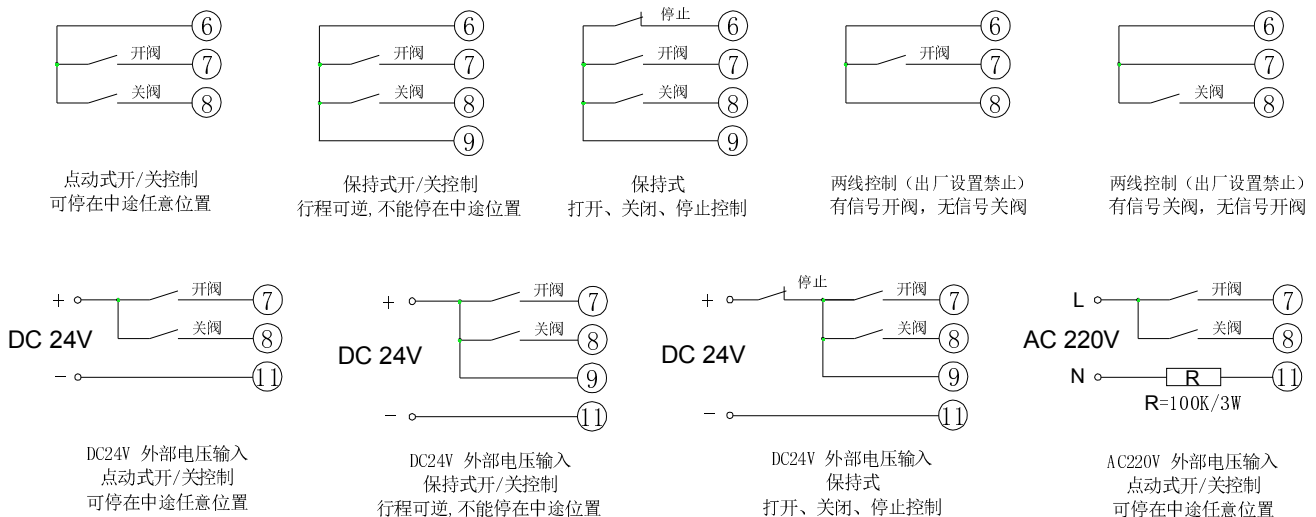 ⑥
开阀 ⑦
关阀 ⑧
点动式开/关控制
可停在中途任意位置
⑥
开阀 ⑦
关阀 ⑧
⑨
保持式开/关控制
行程可逆,不能停在中途位置
停止 ⑥
开阀 ⑦
关阀 ⑧
⑨
保持式
打开、关闭、停止控制
⑥
开阀 ⑦
⑧
两线控制（出厂设置禁止）
有信号开阀，无信号关阀
⑥
⑦
关阀 ⑧
两线控制（出厂设置禁止）
有信号关阀，无信号开阀
+ 开阀 ⑦
DC 24V 关阀 ⑧
− ⑪
DC24V 外部电压输入
点动式开/关控制
可停在中途任意位置
+ 开阀 ⑦
DC 24V 关阀 ⑧
⑨
− ⑪
DC24V 外部电压输入
保持式开/关控制
行程可逆,不能停在中途位置
+ 停止 开阀 ⑦
DC 24V 关阀 ⑧
⑨
− ⑪
DC24V 外部电压输入
保持式
打开、关闭、停止控制
L 开阀 ⑦
AC 220V 关阀 ⑧
N R ⑪
R=100K/3W
AC220V 外部电压输入
点动式开/关控制
可停在中途任意位置